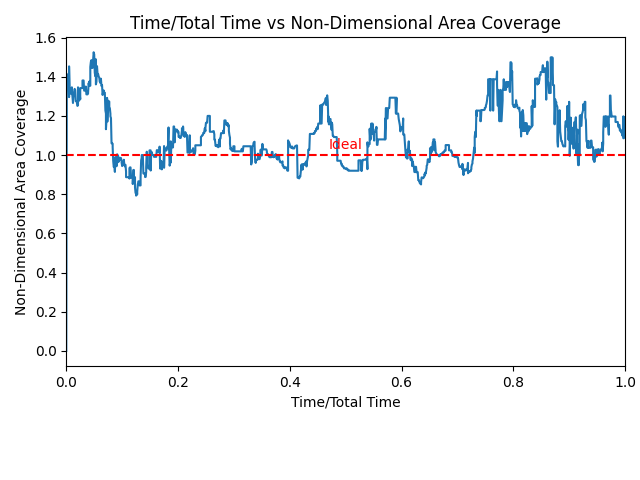 Time/Total Time vs Non-Dimensional Area Coverage
Non-Dimensional Area Coverage
1.6
1.4
1.2
1.0
0.8
0.6
0.4
0.2
0.0
Ideal
0.0 0.2 0.4 0.6 0.8 1.0
Time/Total Time